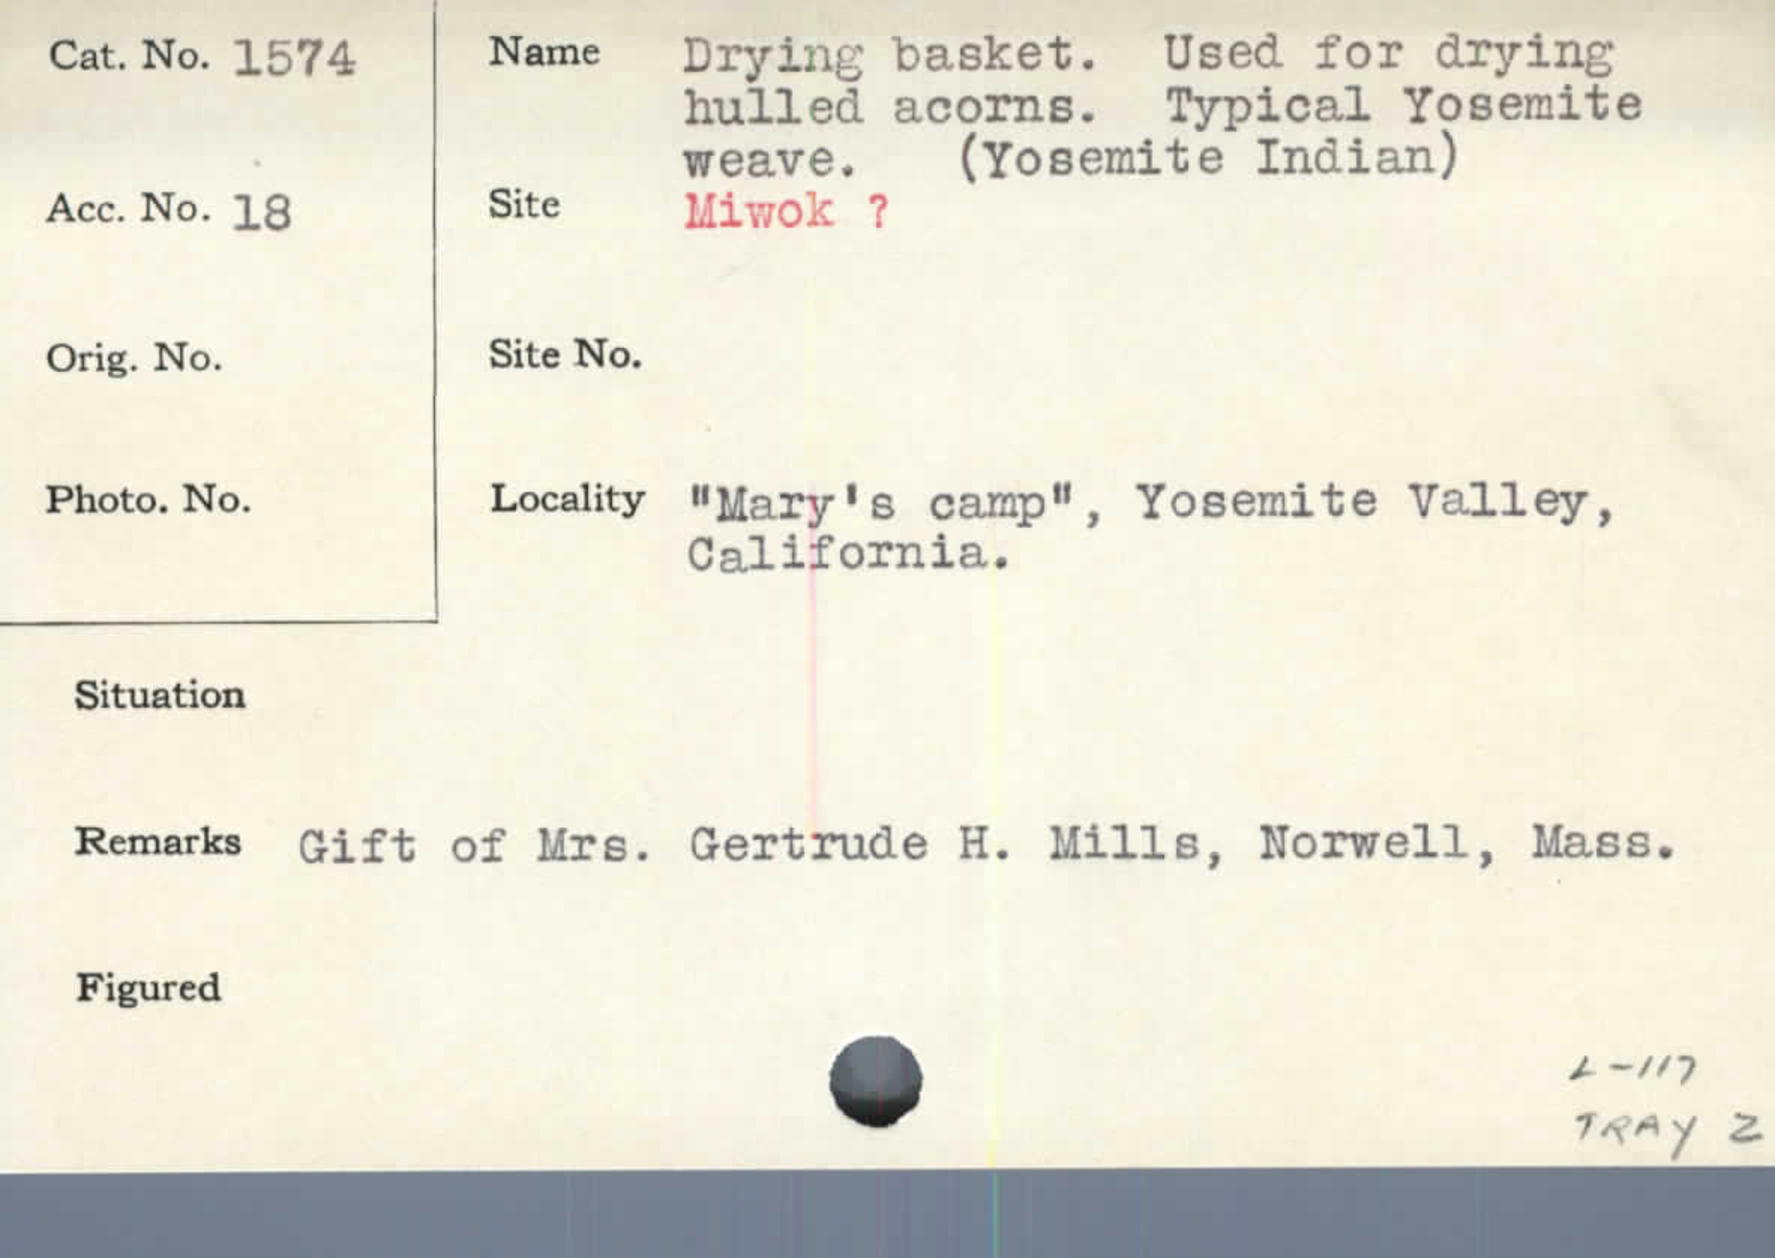 Cat. No. 1574
Acc. No. 18
Orig. No.
Photo. No.
Name Drying basket. Used for drying
hulled acorns. Typical Yosemite
weave. (Yosemite Indian)
Site Miwok ?
Site No.
Locality "Mary's camp", Yosemite Valley,
California.
Situation
Remarks Gift of Mrs. Gertrude H. Mills, Norwell, Mass.
Figured
L-117
TRAY 2